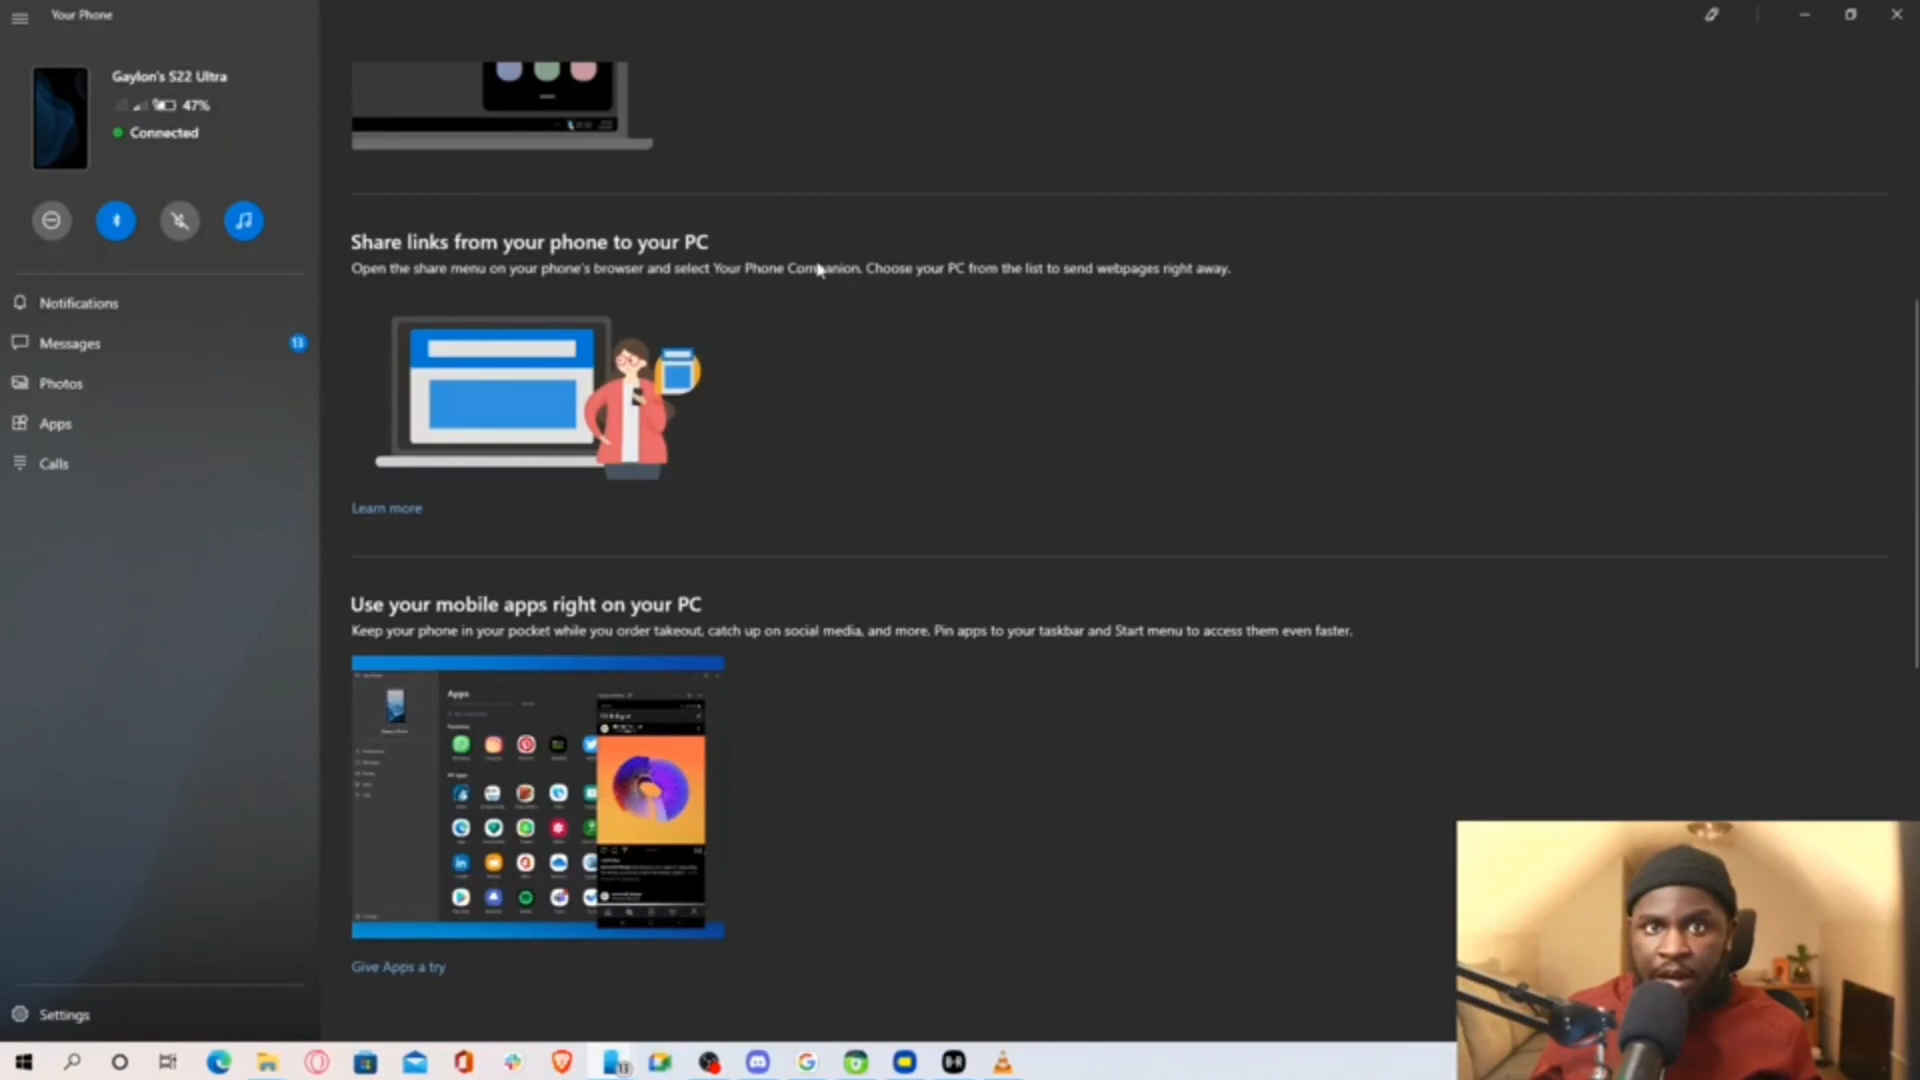 Your Phone
Gaylon's S22 Ultra
47%
Connected
Notifications
Messages
13
Photos
Apps
Calls
Settings
Share links from your phone to your PC
Open the share menu on your phone's browser and select Your Phone Companion. Choose your PC from the list to send webpages right away.
Learn more
Use your mobile apps right on your PC
Keep your phone in your pocket while you order takeout, catch up on social media, and more. Pin apps to your taskbar and Start menu to access them even faster.
Apps
Give Apps a try
13